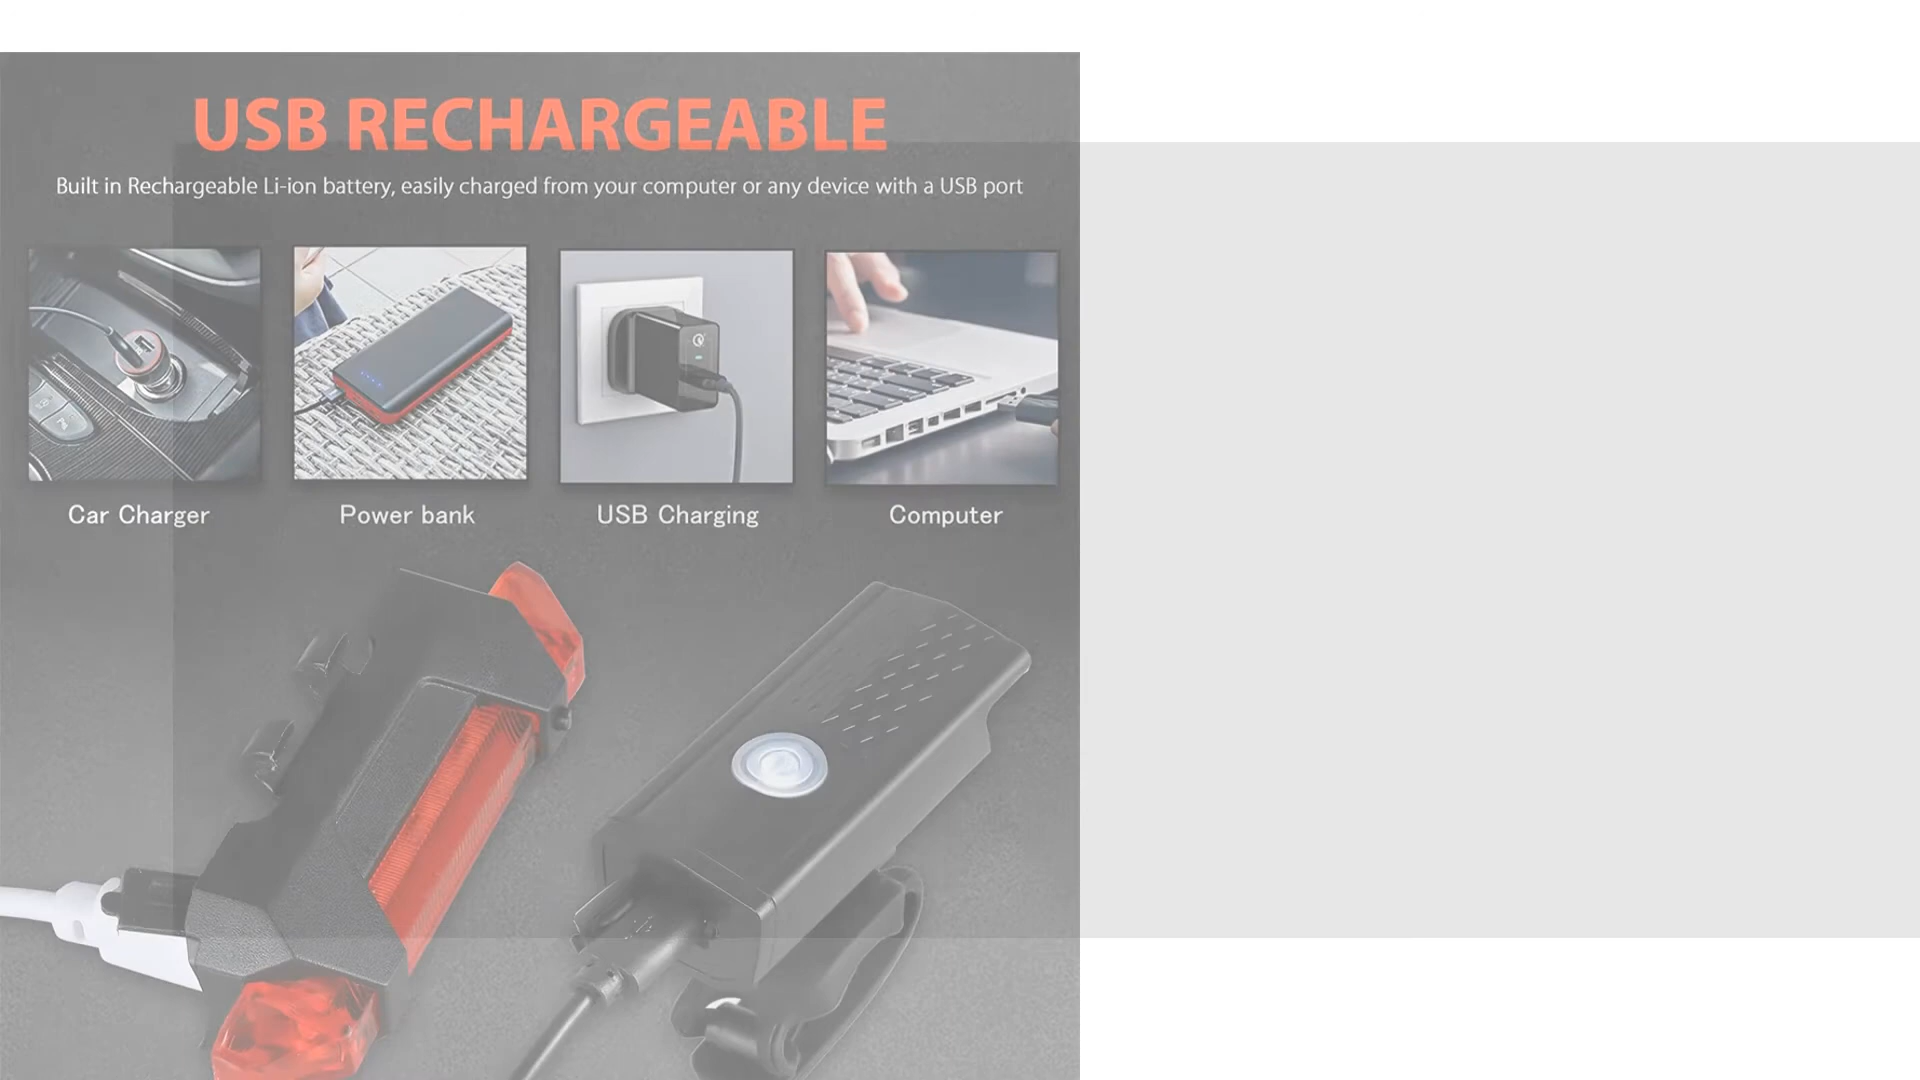 USB RECHARGEABLE
Built in Rechargeable Li-ion battery, easily charged from your computer or any device with a USB port
Car Charger
Power bank
USB Charging
Computer